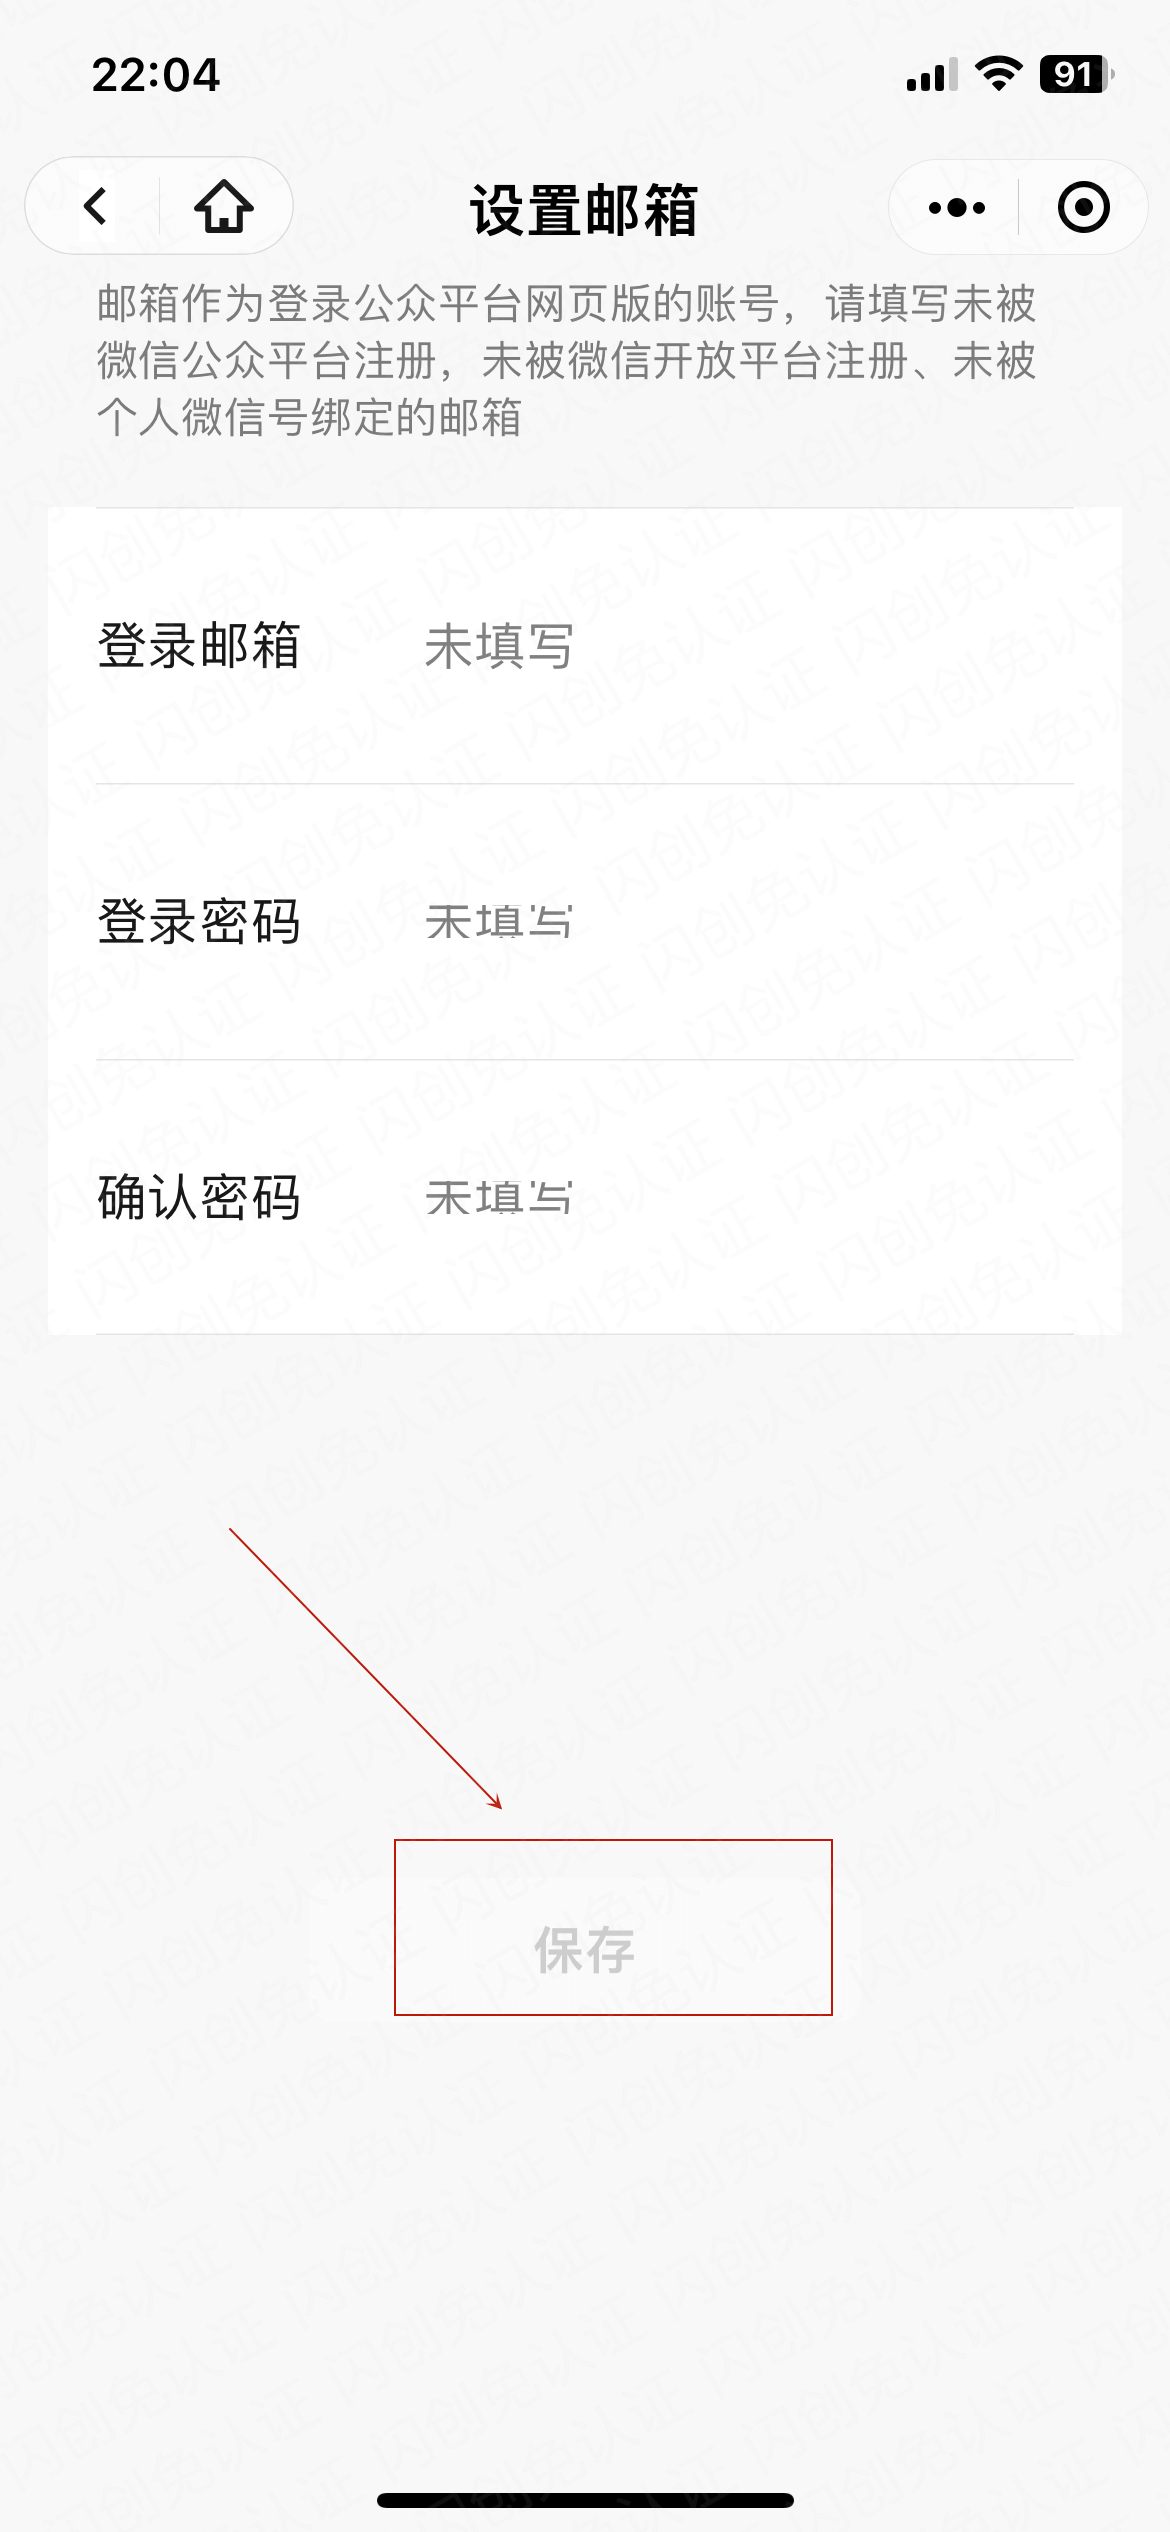 22:04
91
设置邮箱
邮箱作为登录公众平台网页版的账号，请填写未被
微信公众平台注册，未被微信开放平台注册、未被
个人微信号绑定的邮箱
登录邮箱 未填写
登录密码 未填写
确认密码 未填写
保存
闪创免认证